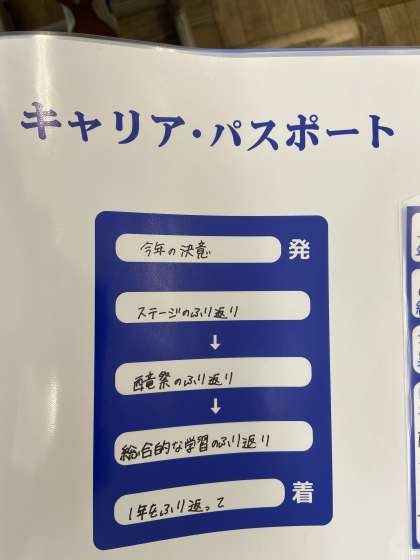 キャリア・パスポート
今年の決意 発
ステージのふり返り
↓
酉竜祭のふり返り
↓
総合的な学習のふり返り
1年をふり返って 着